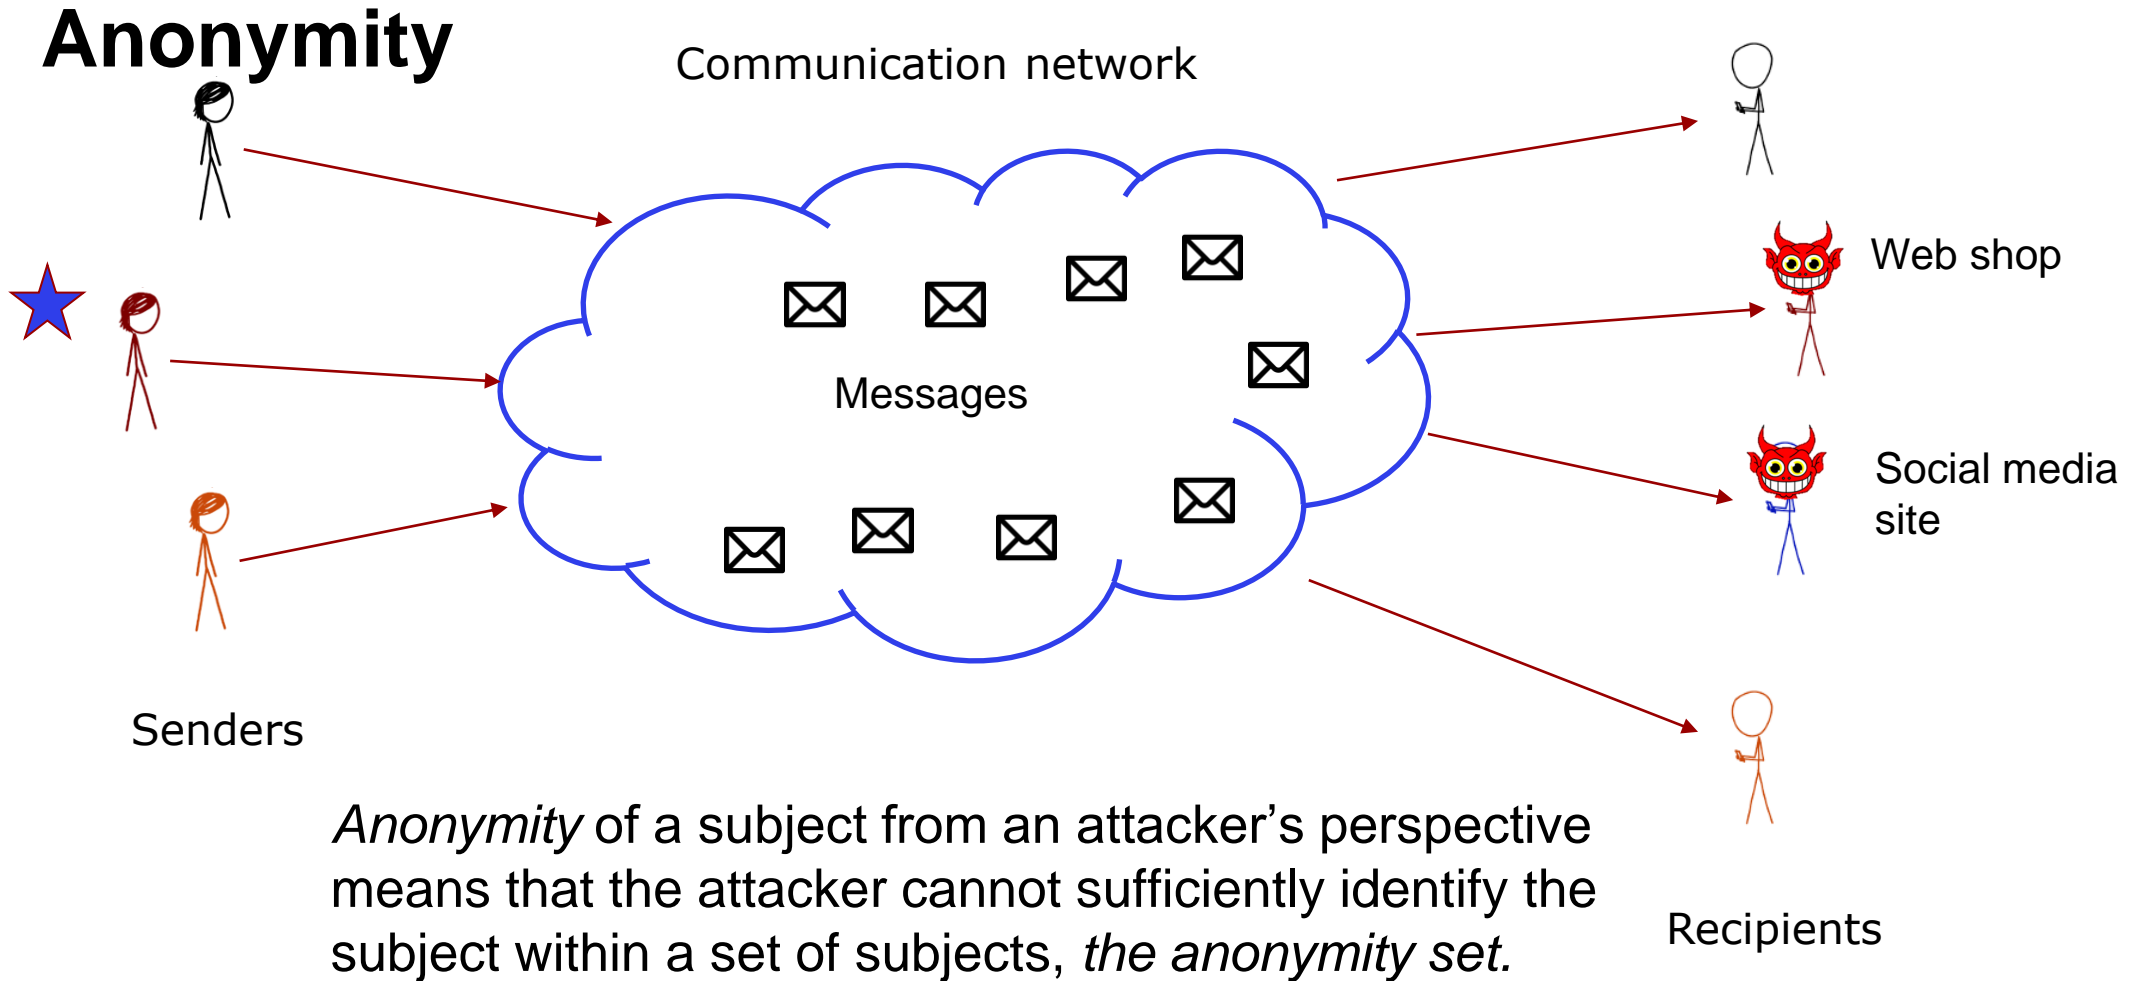 Anonymity
Communication network
Web shop
Messages
Social media
site
Senders
Anonymity of a subject from an attacker’s perspective
means that the attacker cannot sufficiently identify the
subject within a set of subjects, the anonymity set.
Recipients